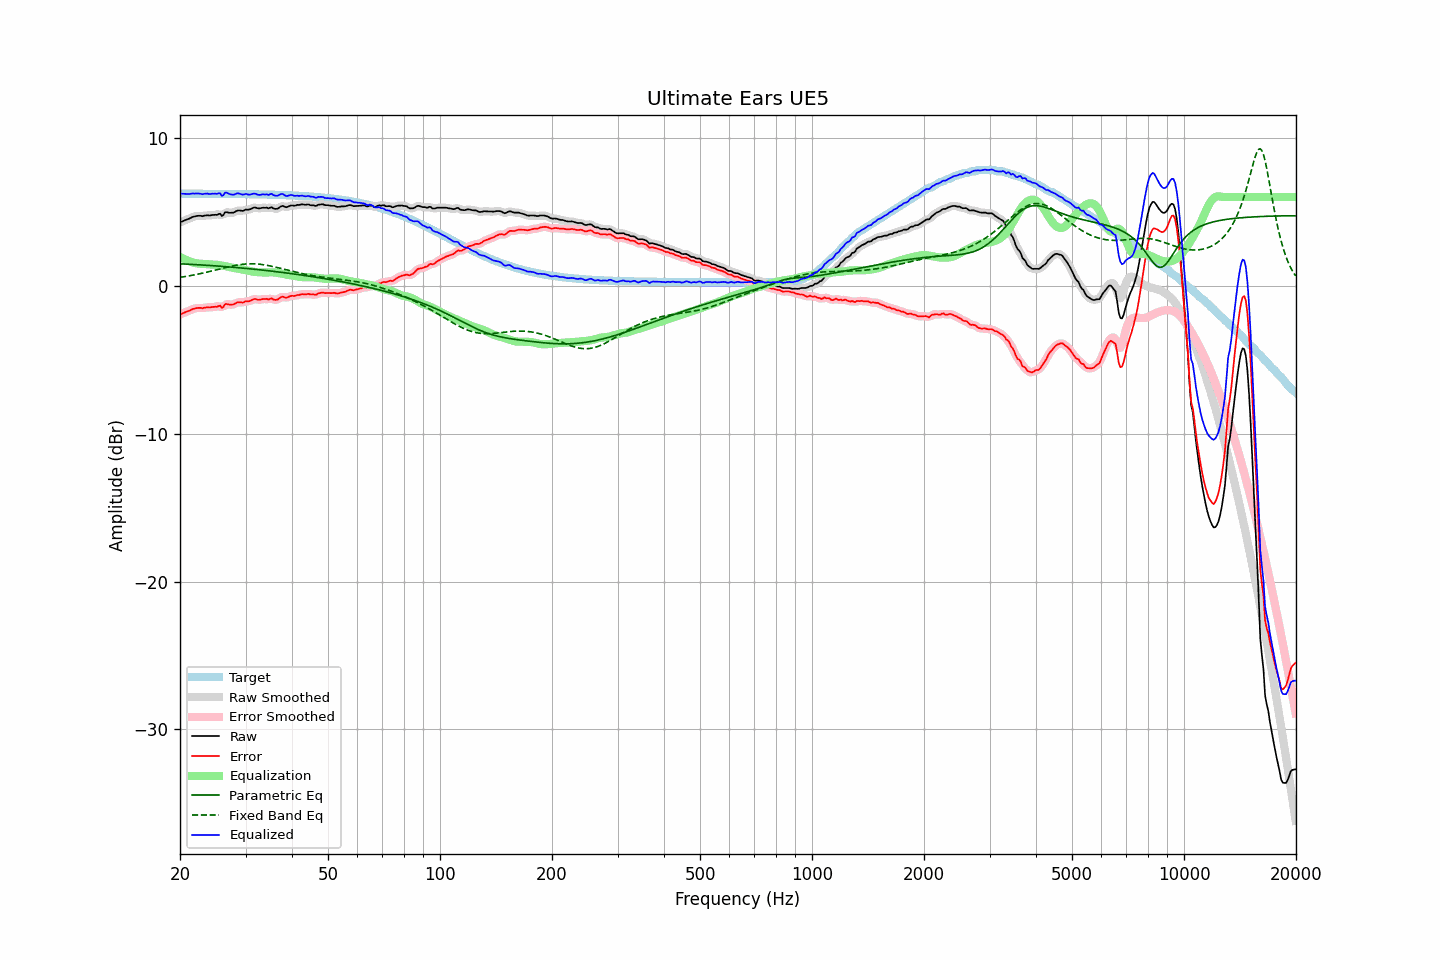 Ultimate Ears UE5
10
0
−10
−20
−30
Amplitude (dBr)
20
50
100
200
500
1000
2000
5000
10000
20000
Frequency (Hz)
Target
Raw Smoothed
Error Smoothed
Raw
Error
Equalization
Parametric Eq
Fixed Band Eq
Equalized